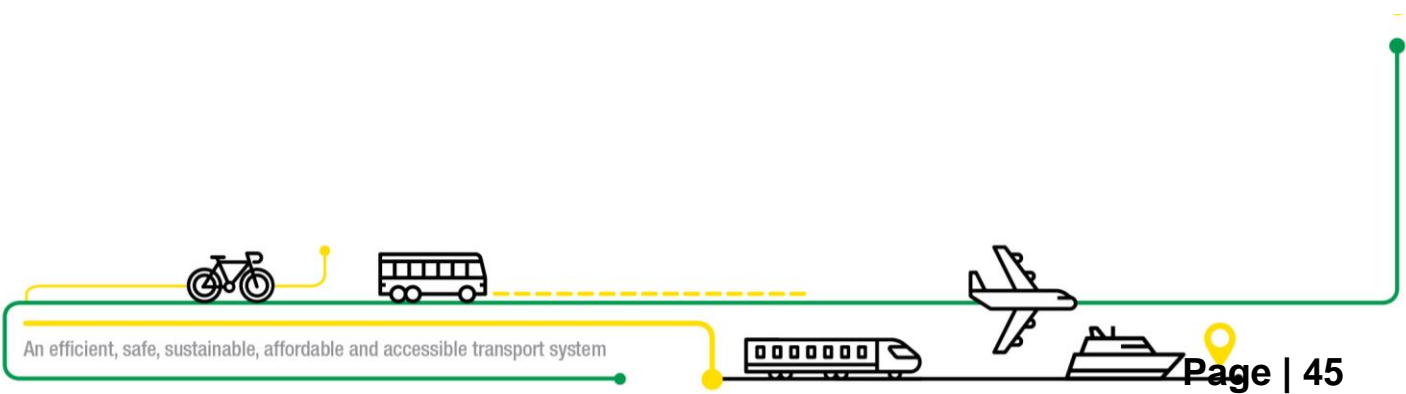 An efficient, safe, sustainable, affordable and accessible transport system
Page | 45